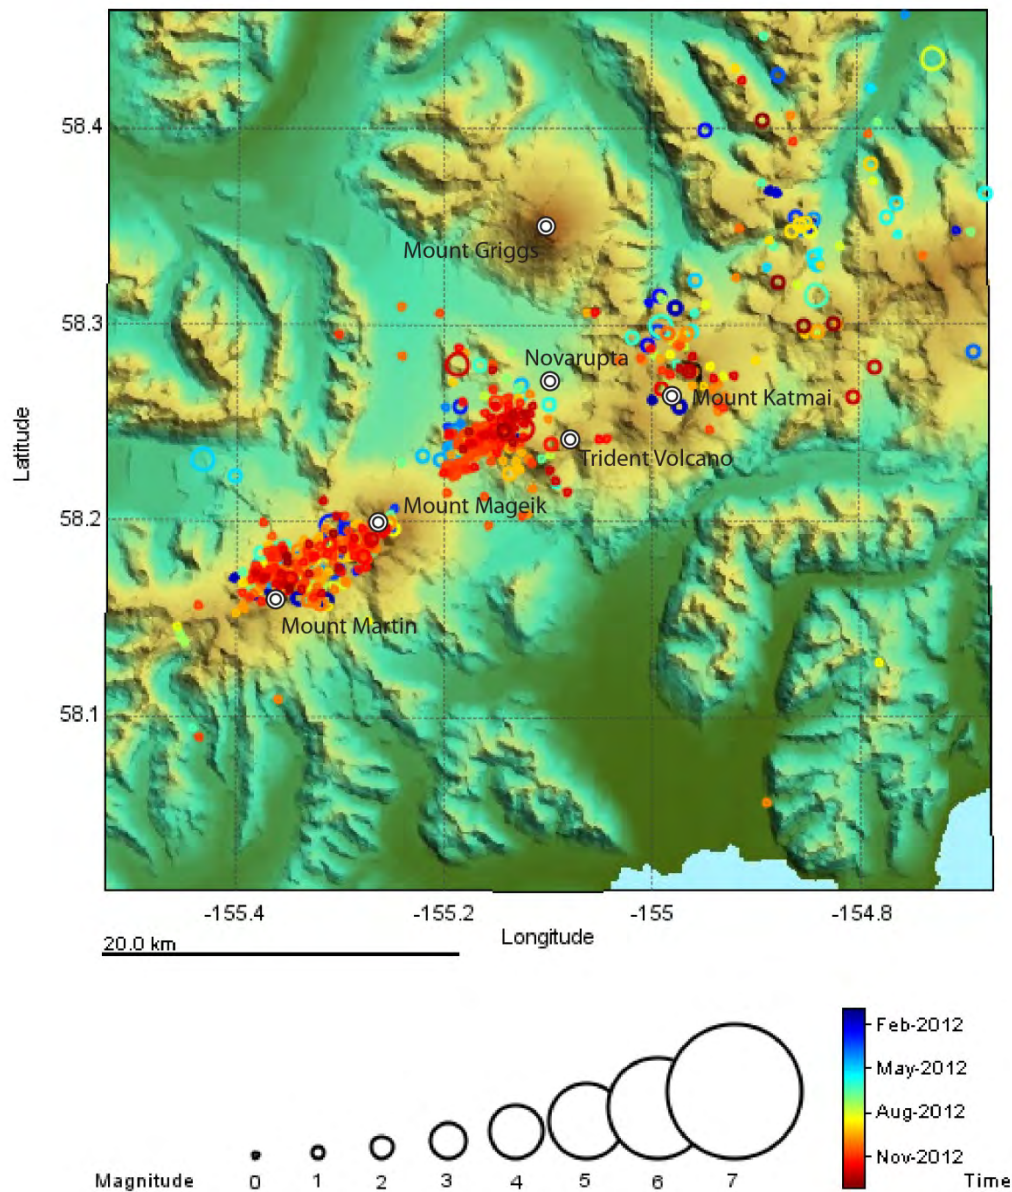 58.4
Mount Griggs
58.3
Novarupta
Mount Katmai
Latitude
Trident Volcano
Mount Mageik
58.2
Mount Martin
58.1
-155.4 -155.2 -155 -154.8
20.0 km
Longitude
Feb-2012
May-2012
Aug-2012
Nov-2012
Magnitude 0 1 2 3 4 5 6 7 Time